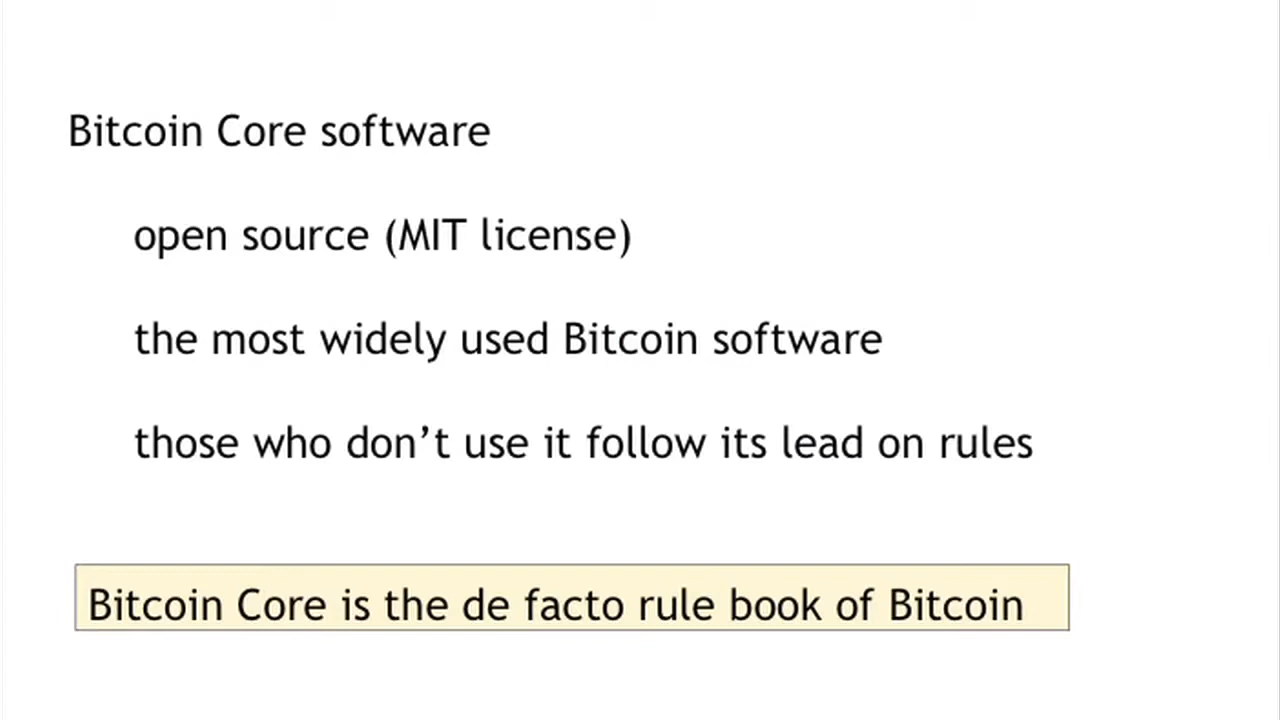 Bitcoin Core software
open source (MIT license)
the most widely used Bitcoin software
those who don’t use it follow its lead on rules
Bitcoin Core is the de facto rule book of Bitcoin